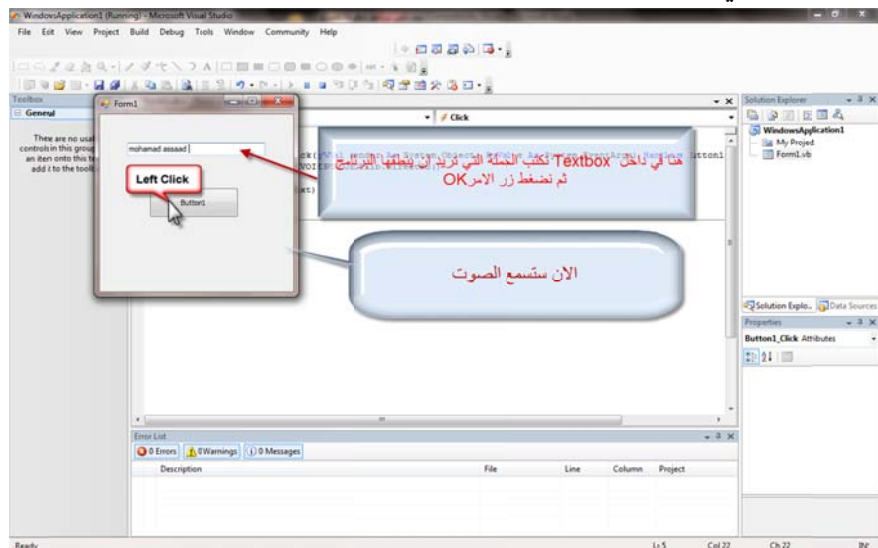 WindowsApplication1 (Running) - Microsoft Visual Studio
File Edit View Project Build Debug Tools Window Community Help
Toolbox
General
There are no usabl
controls in this group
an item onto this te
add it to the toolb
Form1
mohamad assaad
Left Click
Button1
Click
هنا في داخل Textbox نكتب الجملة التي نريد ان ينطقها البرنامج
ثم نضغط زر الامر OK
الان ستسمع الصوت
Solution Explorer
WindowsApplication1
My Project
Form1.vb
Solution Explo..
Data Sources
Properties
Button1_Click Attributes
Error List
0 Errors 0 Warnings 0 Messages
Description File Line Column Project
Ready Ln 5 Col 22 Ch 22 INS